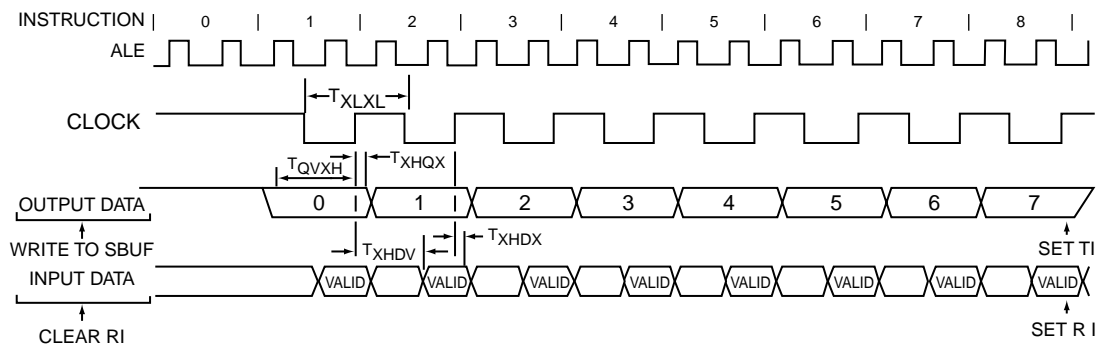 INSTRUCTION 0 1 2 3 4 5 6 7 8
ALE
TXLXL
CLOCK
TQVXH TXHQX
OUTPUT DATA 0 1 2 3 4 5 6 7
WRITE TO SBUF TXHDV TXHDX SET TI
INPUT DATA VALID VALID VALID VALID VALID VALID VALID VALID
CLEAR RI SET R I